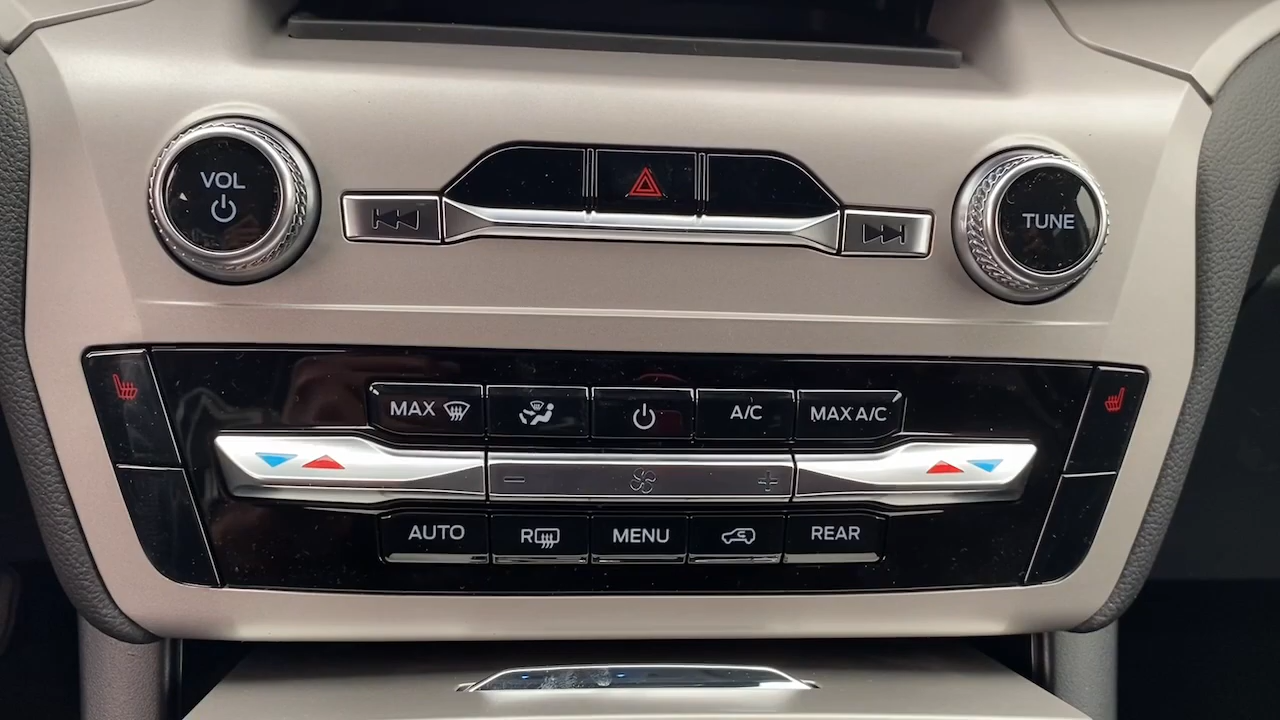 VOL
TUNE
MAX
A/C
MAX A/C
- +
AUTO
R
MENU
REAR